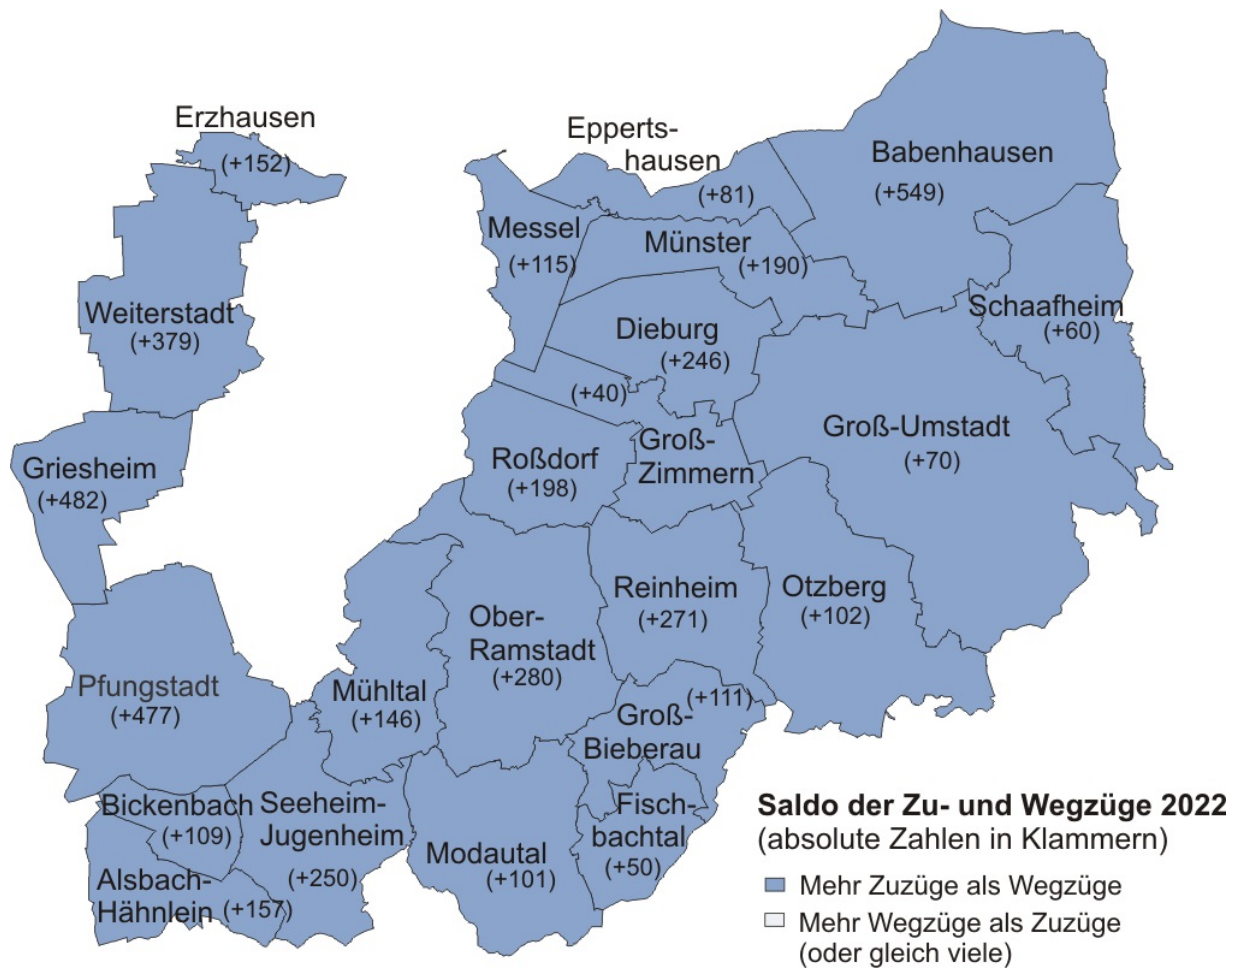 Erzhausen
(+152)
Epperts-
hausen
(+81)
Babenhausen
(+549)
Messel
(+115)
Münster
(+190)
Weiterstadt
(+379)
Dieburg
(+246)
Schaafheim
(+60)
(+40)
Groß-
Zimmern
Groß-Umstadt
(+70)
Griesheim
(+482)
Roßdorf
(+198)
Reinheim
(+271)
Otzberg
(+102)
Ober-
Ramstadt
(+280)
Pfungstadt
(+477)
Mühltal
(+146)
(+111)
Groß-
Bieberau
Bickenbach
(+109)
Seeheim-
Jugenheim
(+250)
Fisch-
bachtal
(+50)
Modautal
(+101)
Alsbach-
Hähnlein
(+157)
Saldo der Zu- und Wegzüge 2022
(absolute Zahlen in Klammern)
Mehr Zuzüge als Wegzüge
Mehr Wegzüge als Zuzüge
(oder gleich viele)